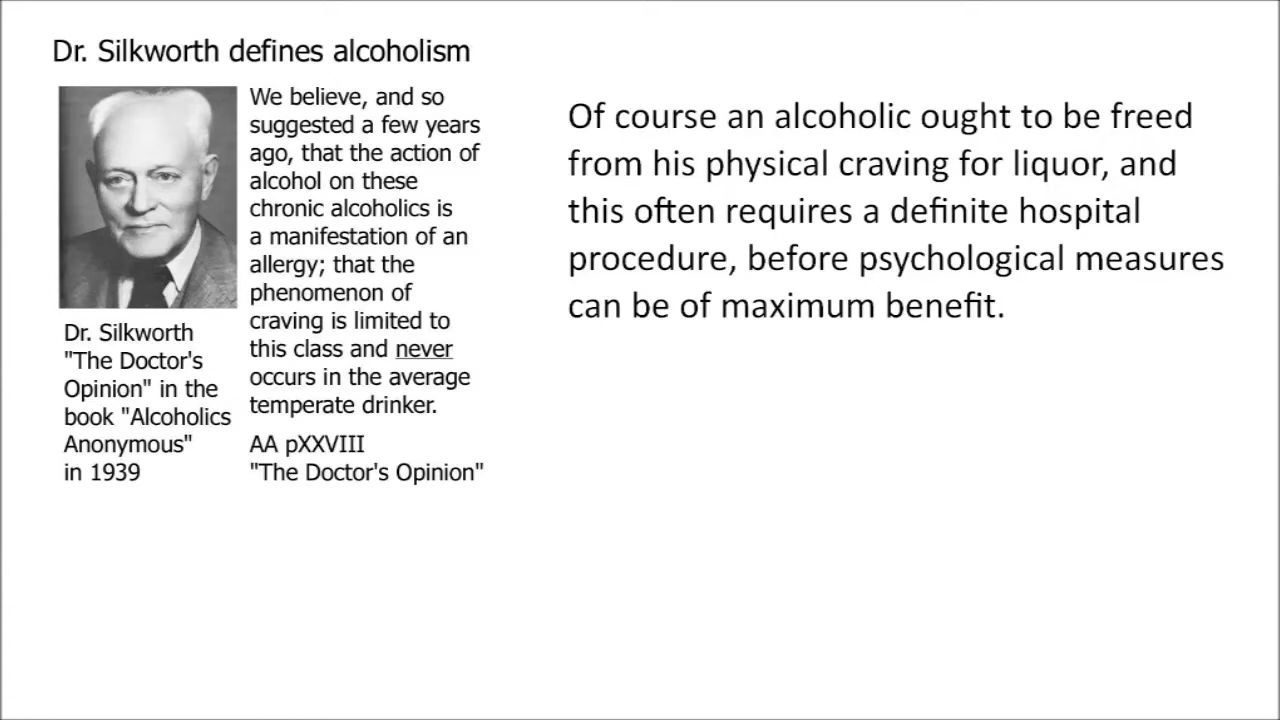 Dr. Silkworth defines alcoholism
We believe, and so
suggested a few years
ago, that the action of
alcohol on these
chronic alcoholics is
a manifestation of an
allergy; that the
phenomenon of
craving is limited to
this class and never
occurs in the average
temperate drinker.
AA pXXVIII
"The Doctor's Opinion"
Dr. Silkworth
"The Doctor's
Opinion" in the
book "Alcoholics
Anonymous"
in 1939
Of course an alcoholic ought to be freed
from his physical craving for liquor, and
this often requires a definite hospital
procedure, before psychological measures
can be of maximum benefit.